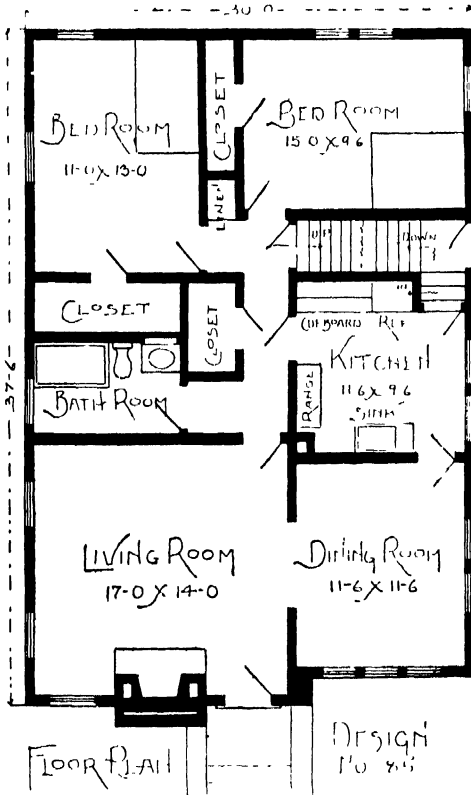 30-0
BED ROOM
11-0 X 13-0
CLOSET
BED ROOM
15 0 X 9 6
LINEN
UP
DOWN
CLOSET
CLOSET
CUPBOARD REF
KITCHEN
11 6 X 9 6
SINK
RANGE
BATH ROOM
37-6
LIVING ROOM
17-0 X 14-0
DINING ROOM
11-6 X 11-6
FLOOR PLAN
DESIGN
NO